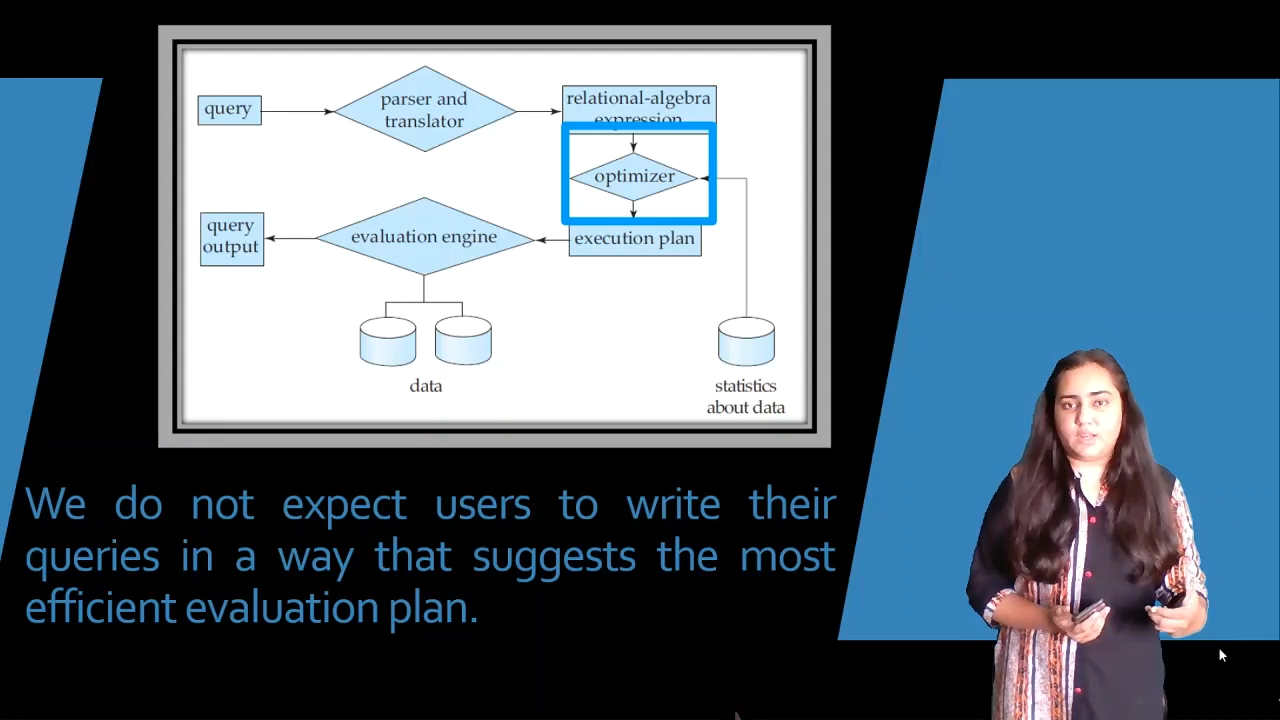 query
parser and
translator
relational-algebra
expression
optimizer
query
output
evaluation engine
execution plan
data
statistics
about data
We do not expect users to write their
queries in a way that suggests the most
efficient evaluation plan.